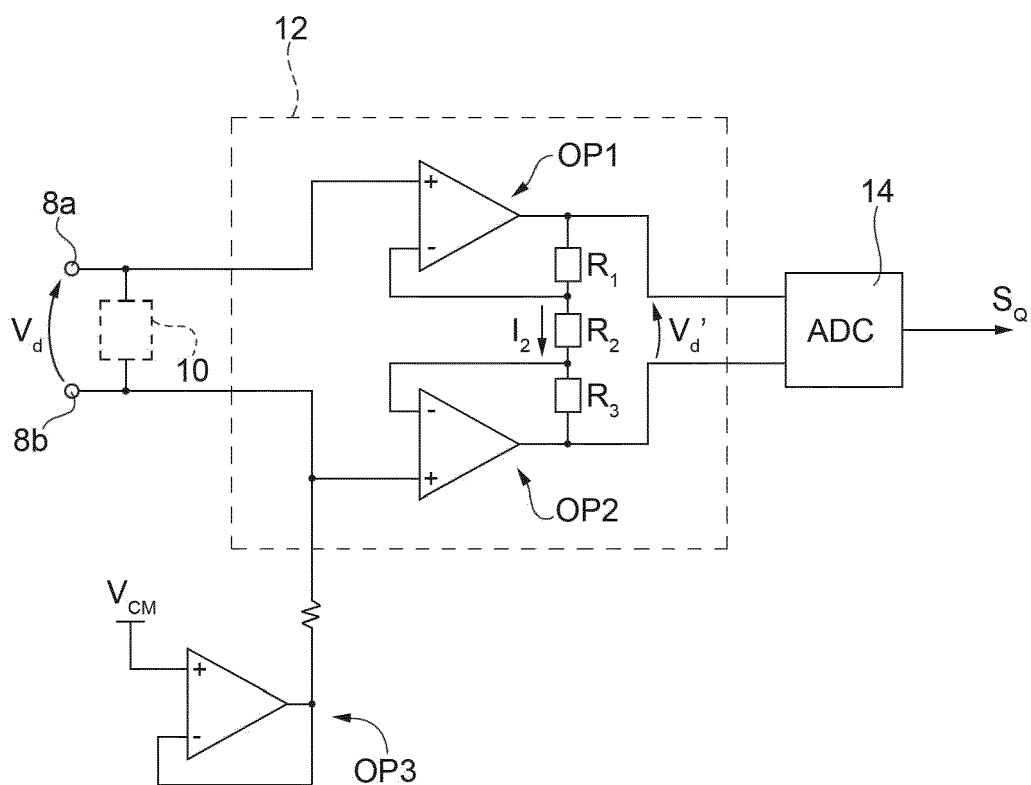 12
OP1
+
-
8a
14
R1
Vd
10
I2
R2
Vd’
ADC
SQ
8b
R3
-
+
OP2
VCM
+
-
OP3